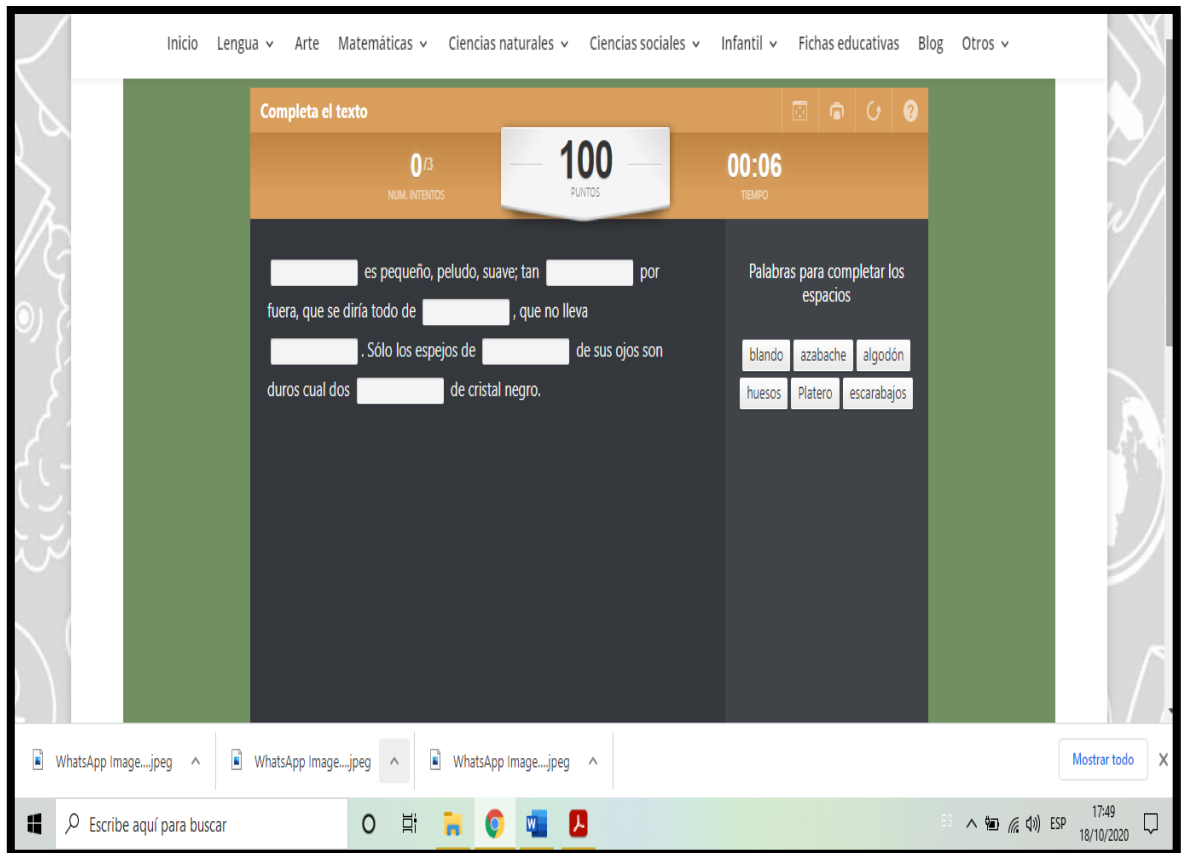 Inicio Lengua Arte Matemáticas Ciencias naturales Ciencias sociales Infantil Fichas educativas Blog Otros
Completa el texto
0/3
NUM. INTENTOS
100
PUNTOS
00:06
TIEMPO
es pequeño, peludo, suave; tan por
fuera, que se diría todo de , que no lleva
. Sólo los espejos de de sus ojos son
duros cual dos de cristal negro.
Palabras para completar los
espacios
blando azabache algodón
huesos Platero escarabajos
WhatsApp Image....jpeg WhatsApp Image....jpeg WhatsApp Image....jpeg Mostrar todo
Escribe aquí para buscar
ES ESP
17:49
18/10/2020